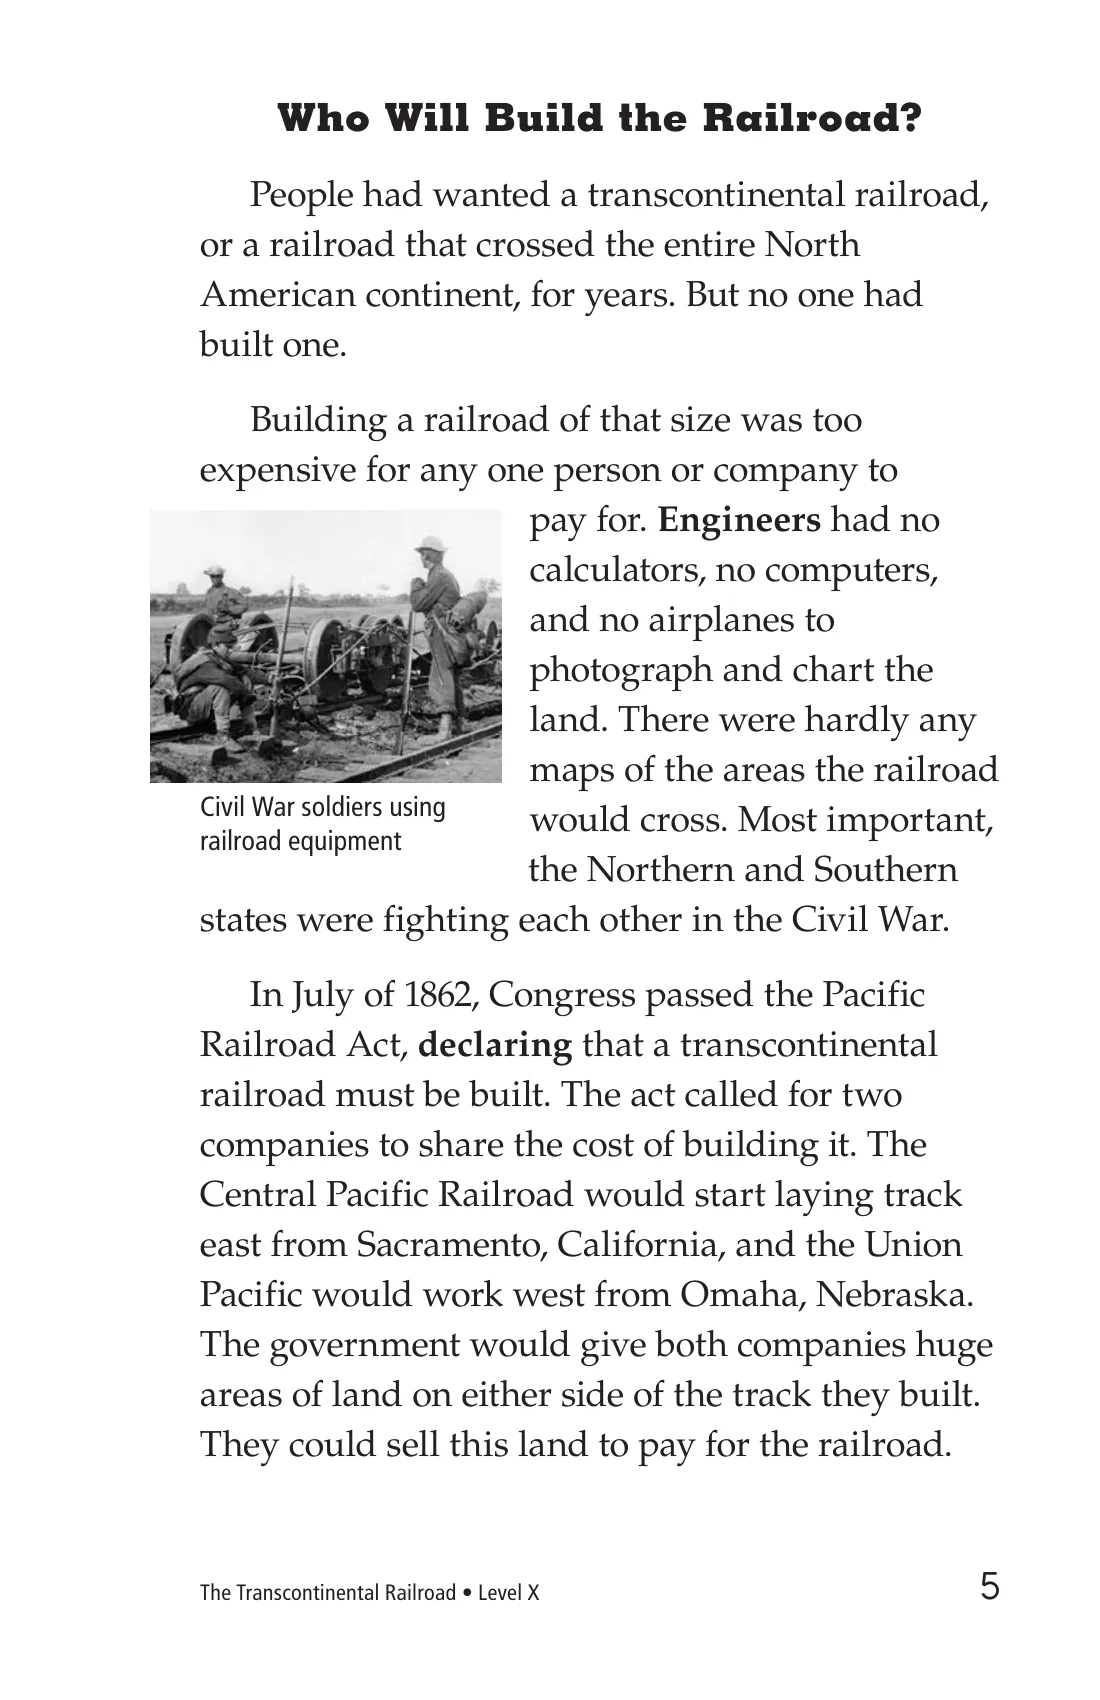 Who Will Build the Railroad?
People had wanted a transcontinental railroad,
or a railroad that crossed the entire North
American continent, for years. But no one had
built one.
Building a railroad of that size was too
expensive for any one person or company to
pay for. Engineers had no
calculators, no computers,
and no airplanes to
photograph and chart the
land. There were hardly any
maps of the areas the railroad
would cross. Most important,
the Northern and Southern
states were fighting each other in the Civil War.
Civil War soldiers using
railroad equipment
In July of 1862, Congress passed the Pacific
Railroad Act, declaring that a transcontinental
railroad must be built. The act called for two
companies to share the cost of building it. The
Central Pacific Railroad would start laying track
east from Sacramento, California, and the Union
Pacific would work west from Omaha, Nebraska.
The government would give both companies huge
areas of land on either side of the track they built.
They could sell this land to pay for the railroad.
The Transcontinental Railroad • Level X
5